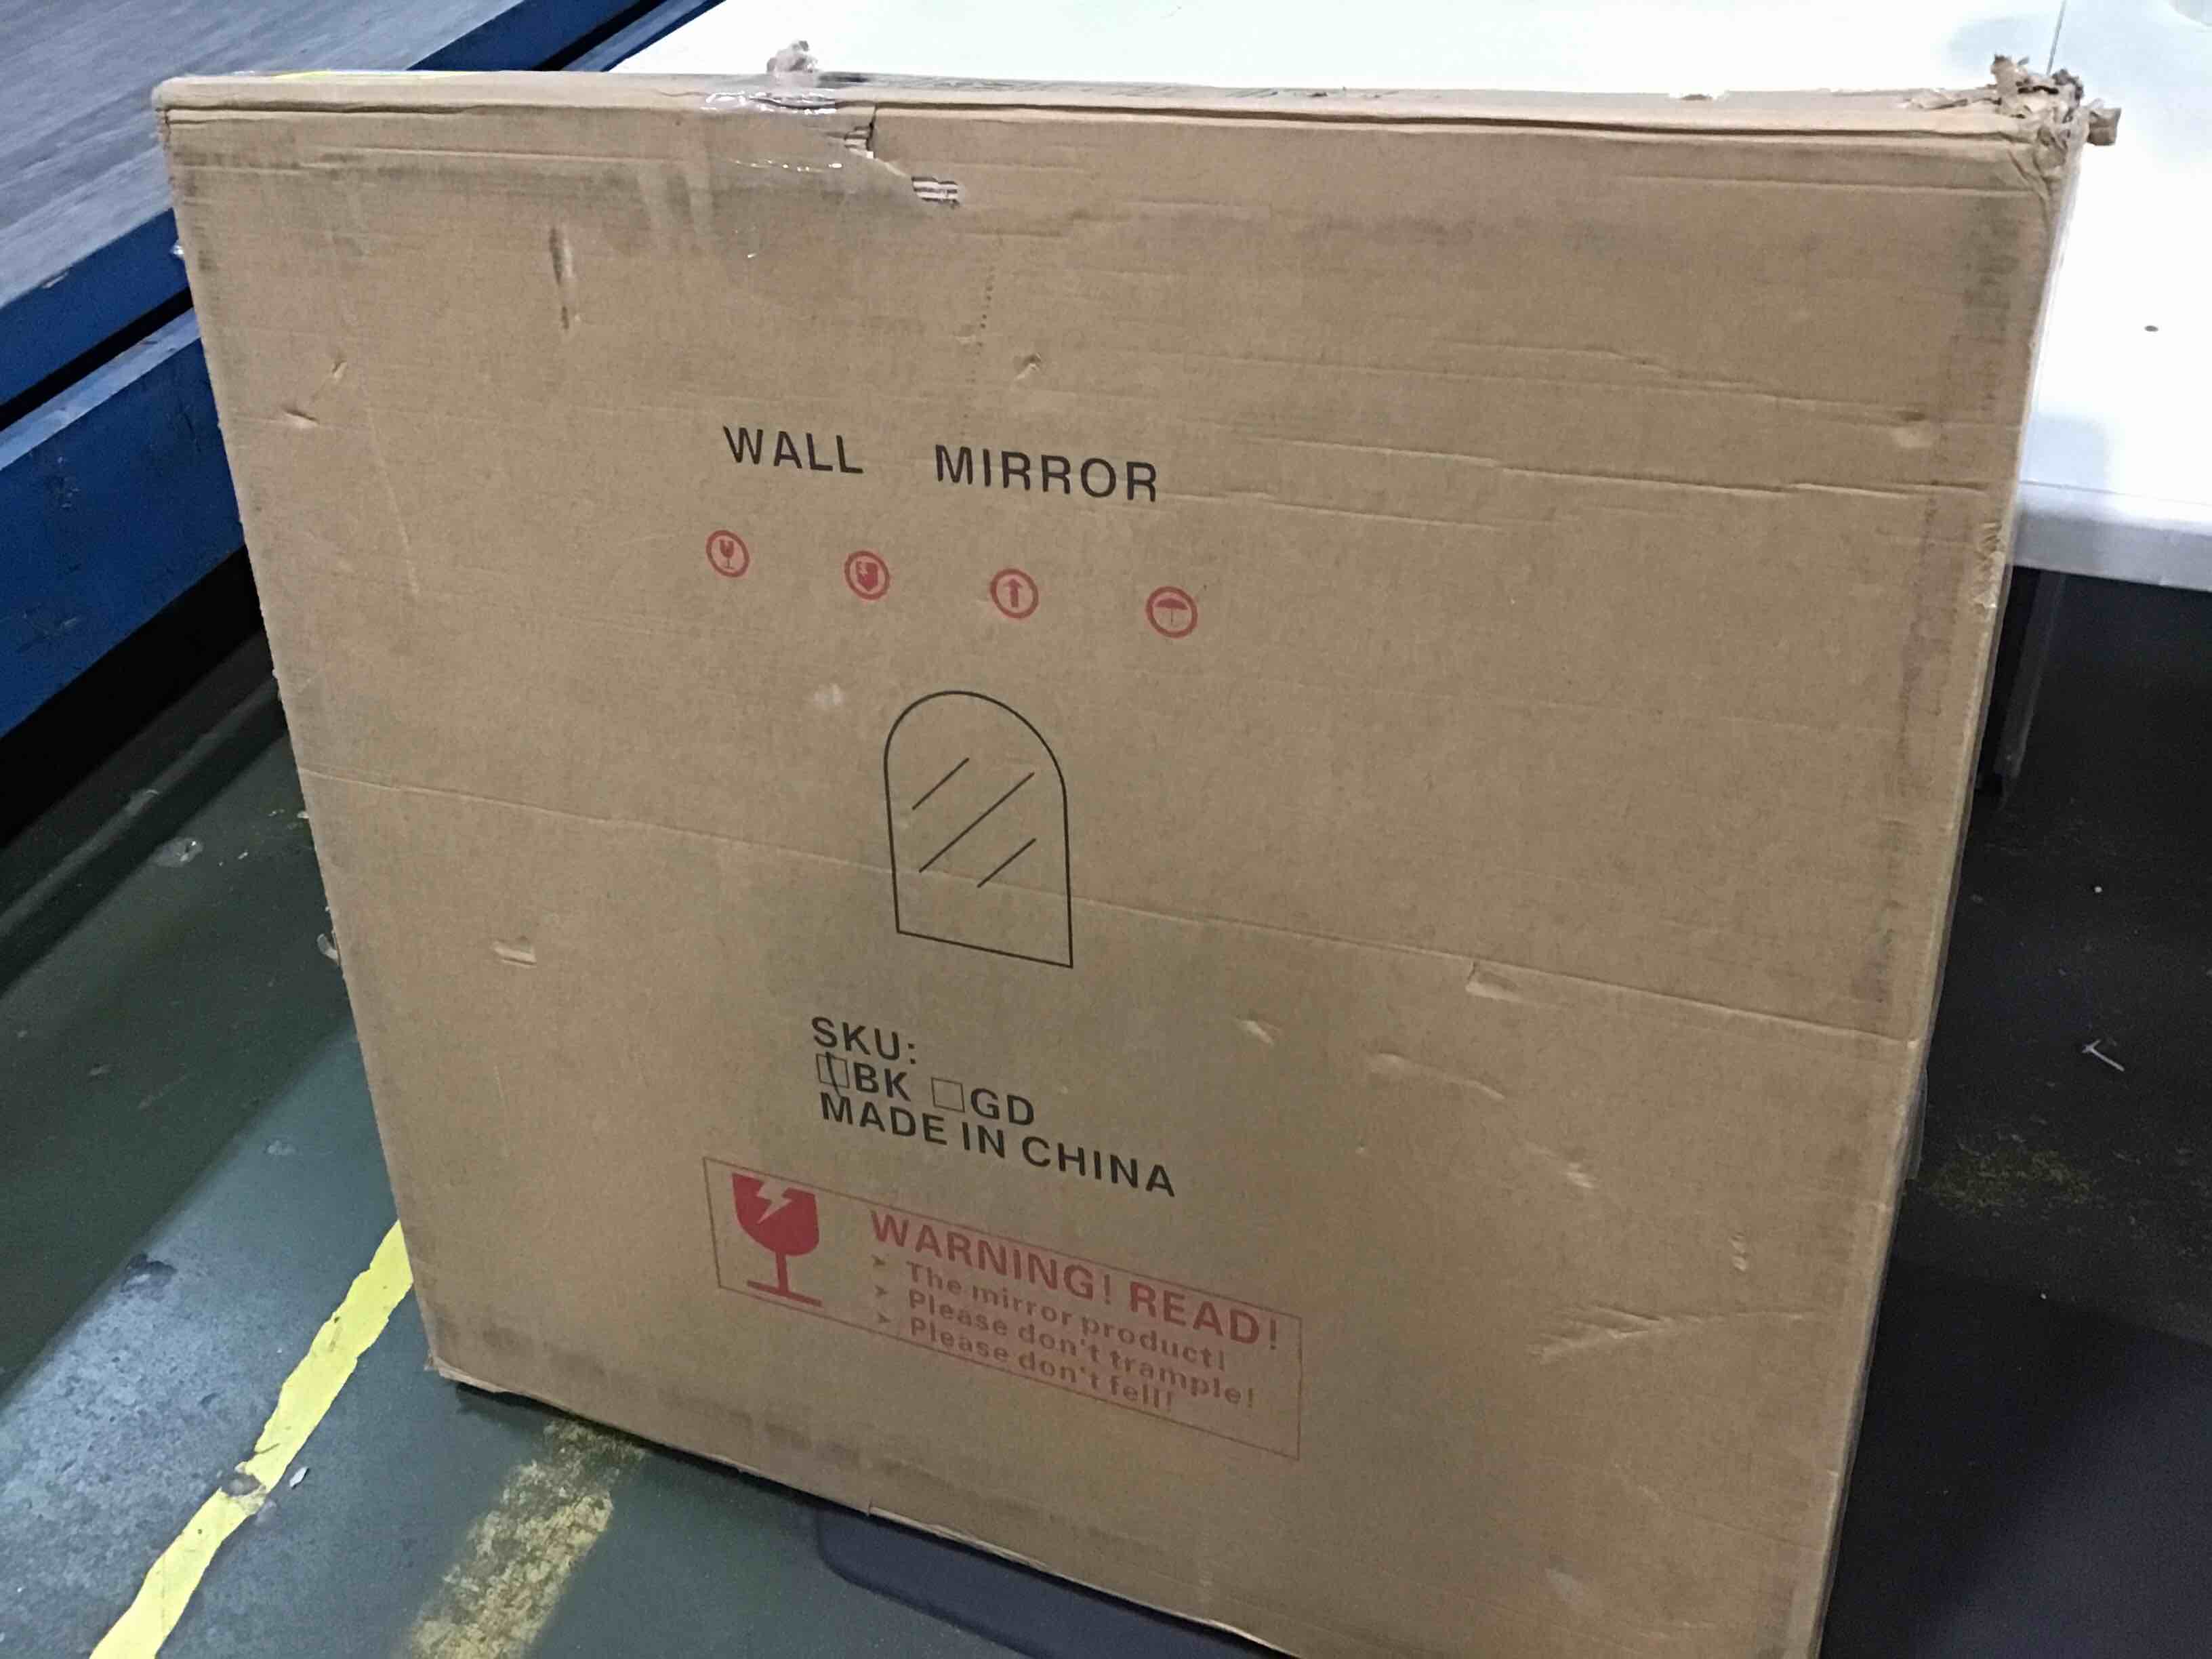 WALL MIRROR
SKU:
☐BK ☐GD
MADE IN CHINA
WARNING! READ!
➤ The mirror product!
➤ Please don't trample!
➤ Please don't fell!